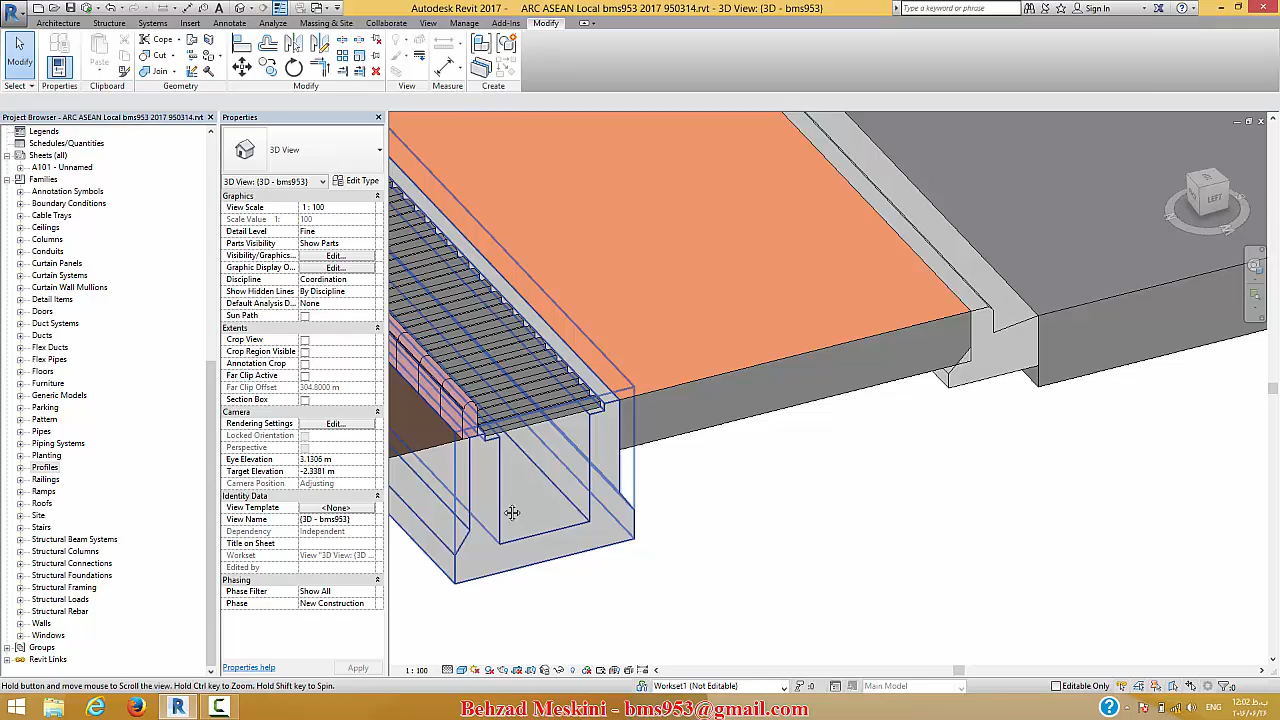 Autodesk Revit 2017 - ARC ASEAN Local bms953 2017 950314.rvt - 3D View: {3D - bms953}
Type a keyword or phrase
Sign In
Architecture Structure Systems Insert Annotate Analyze Massing & Site Collaborate View Manage Add-Ins Modify
Cope
Cut
Join
Modify
Paste
Select Properties Clipboard Geometry Modify View Measure Create
Project Browser - ARC ASEAN Local bms953 2017 950314.rvt
Legends
Schedules/Quantities
Sheets (all)
A101 - Unnamed
Families
Annotation Symbols
Boundary Conditions
Cable Trays
Ceilings
Columns
Conduits
Curtain Panels
Curtain Systems
Curtain Wall Mullions
Detail Items
Doors
Duct Systems
Ducts
Flex Ducts
Flex Pipes
Floors
Furniture
Generic Models
Parking
Pattern
Pipes
Piping Systems
Planting
Profiles
Railings
Ramps
Roofs
Site
Stairs
Structural Beam Systems
Structural Columns
Structural Connections
Structural Foundations
Structural Framing
Structural Loads
Structural Rebar
Walls
Windows
Groups
Revit Links
Properties
3D View
3D View: {3D - bms953}
Edit Type
Graphics
View Scale 1 : 100
Scale Value 1: 100
Detail Level Fine
Parts Visibility Show Parts
Visibility/Graphics... Edit...
Graphic Display O... Edit...
Discipline Coordination
Show Hidden Lines By Discipline
Default Analysis D... None
Sun Path
Extents
Crop View
Crop Region Visible
Annotation Crop
Far Clip Active
Far Clip Offset 304.8000 m
Section Box
Camera
Rendering Settings Edit...
Locked Orientation
Perspective
Eye Elevation 3.1306 m
Target Elevation -2.3381 m
Camera Position Adjusting
Identity Data
View Template <None>
View Name {3D - bms953}
Dependency Independent
Title on Sheet
Workset View "3D View: {3D ...
Edited by
Phasing
Phase Filter Show All
Phase New Construction
Properties help
Apply
LEFT
1 : 100
Hold button and move mouse to Scroll the view. Hold Ctrl key to Zoom. Hold Shift key to Spin.
Workset1 (Not Editable)
:0
Main Model
Editable Only
:0
Behzad Meskini - bms953@gmail.com
ENG